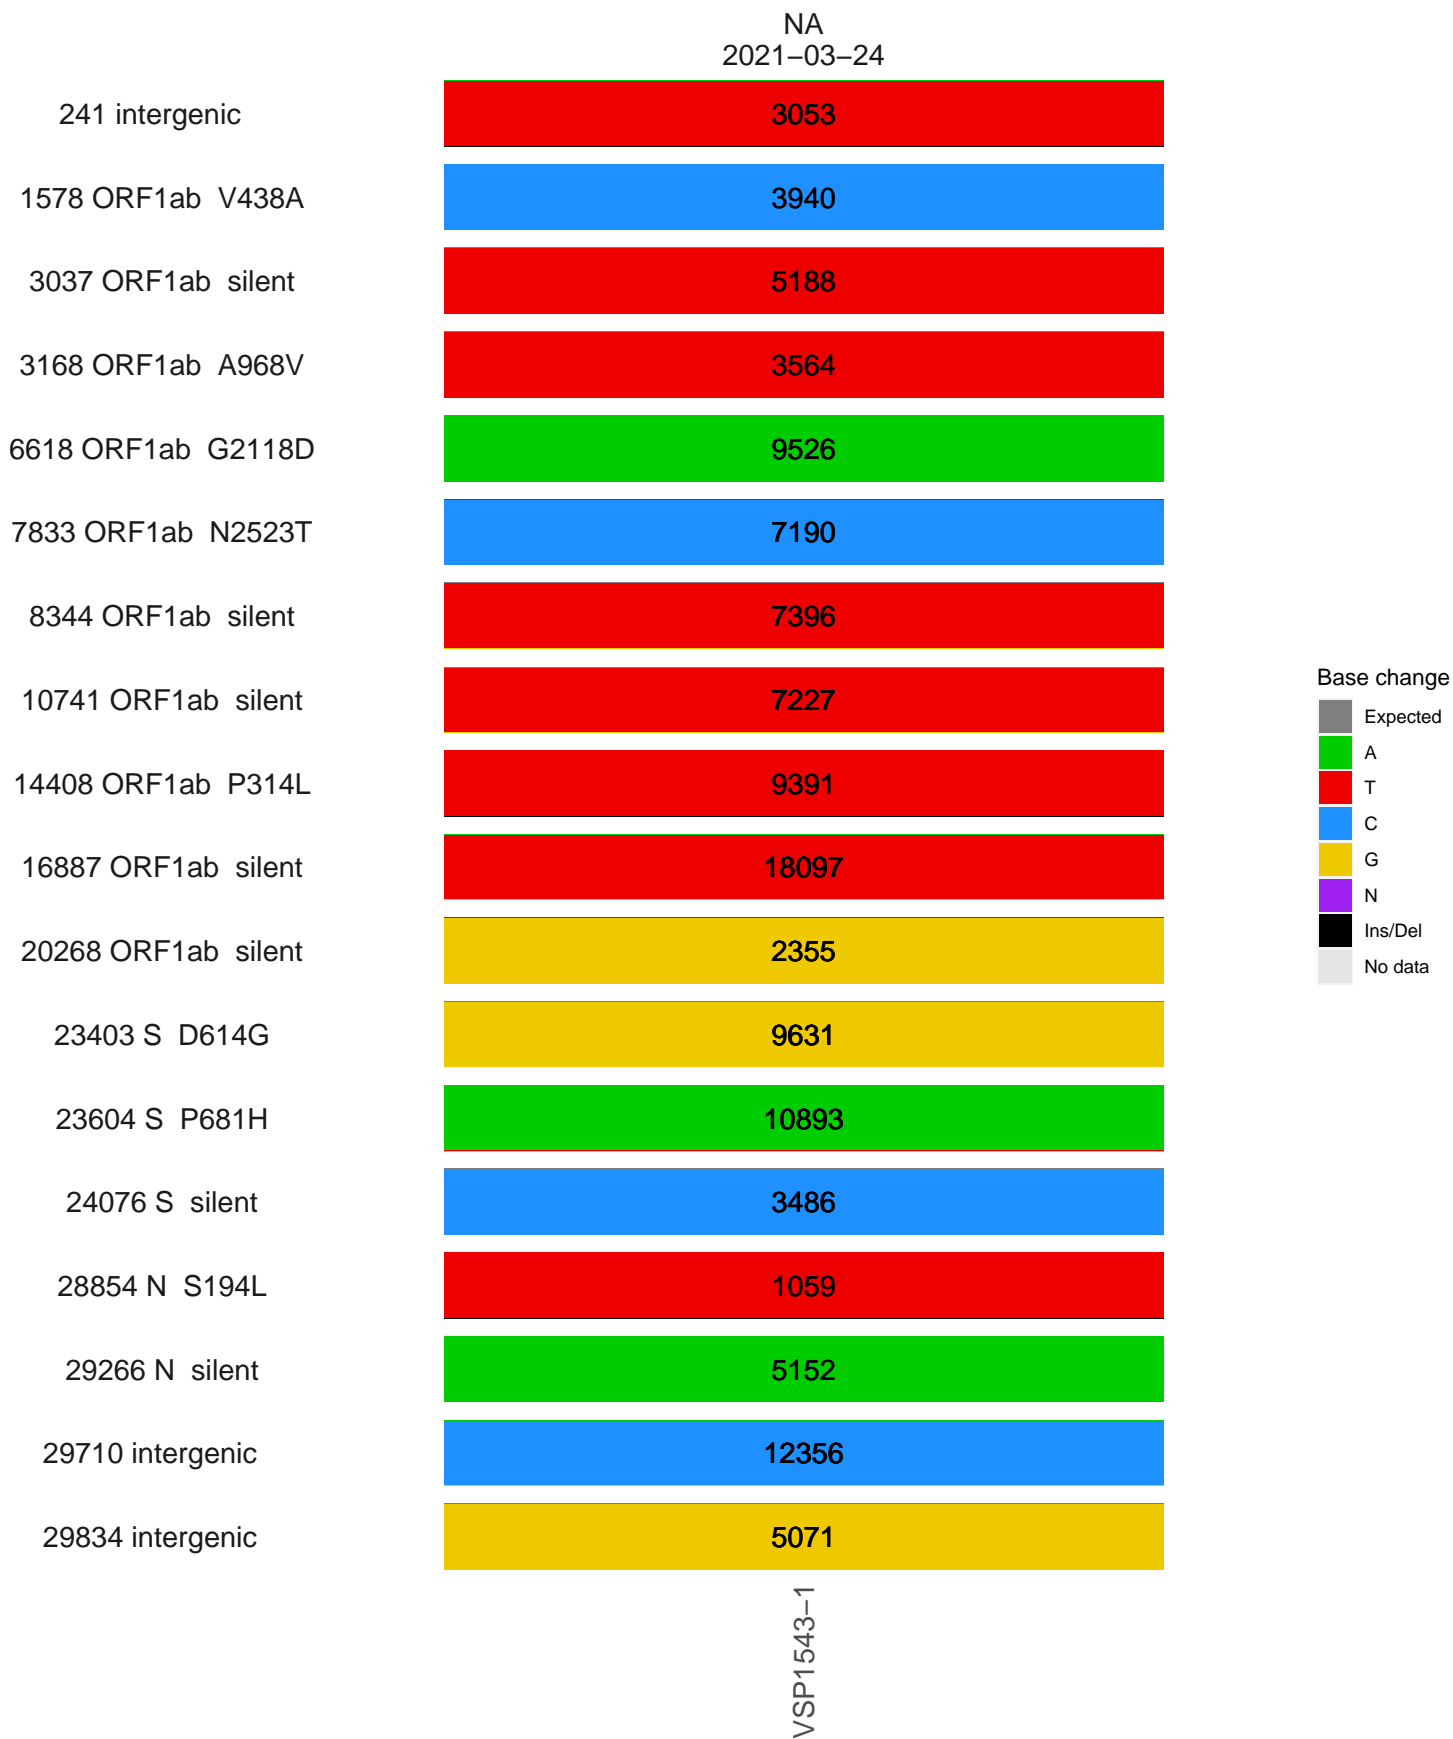 NA
2021−03−24
241 intergenic 3053
1578 ORF1ab V438A 3940
3037 ORF1ab silent 5188
3168 ORF1ab A968V 3564
6618 ORF1ab G2118D 9526
7833 ORF1ab N2523T 7190
8344 ORF1ab silent 7396
10741 ORF1ab silent 7227
14408 ORF1ab P314L 9391
16887 ORF1ab silent 18097
20268 ORF1ab silent 2355
23403 S D614G 9631
23604 S P681H 10893
24076 S silent 3486
28854 N S194L 1059
29266 N silent 5152
29710 intergenic 12356
29834 intergenic 5071
VSP1543−1
Base change
Expected
A
T
C
G
N
Ins/Del
No data